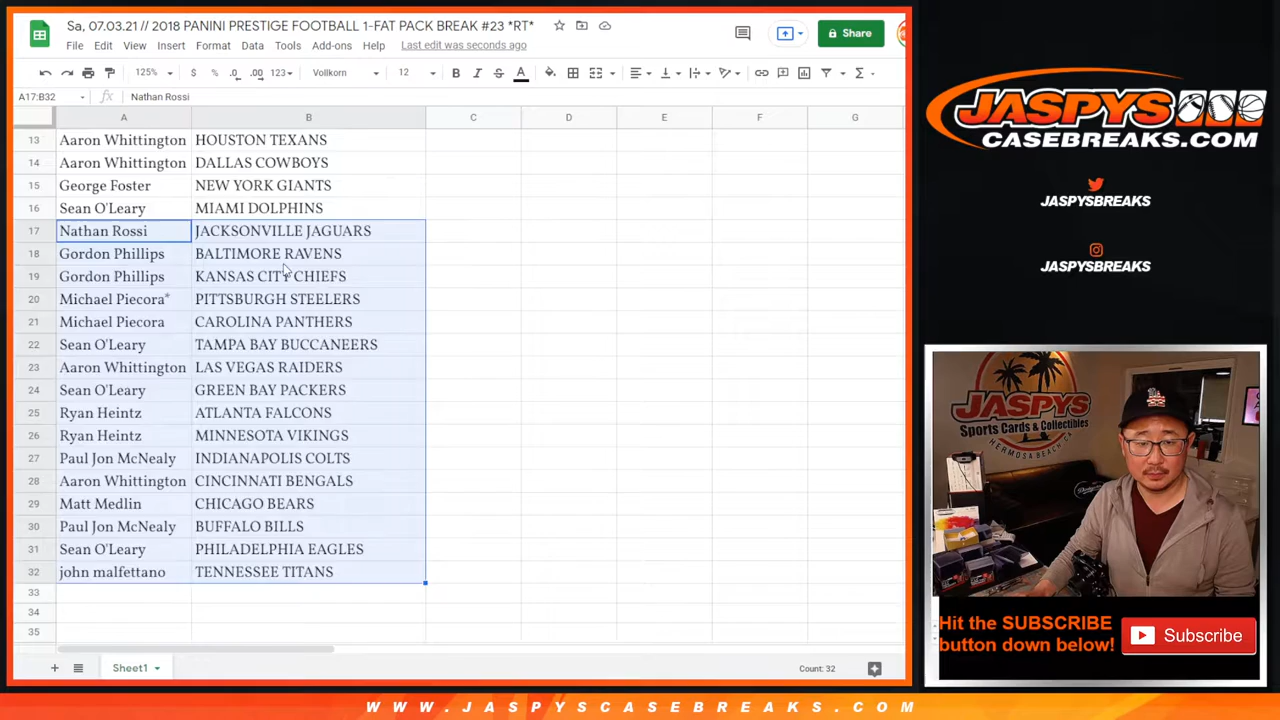 Sa, 07.03.21 // 2018 PANINI PRESTIGE FOOTBALL 1-FAT PACK BREAK #23 *RT*
File Edit View Insert Format Data Tools Add-ons Help Last edit was seconds ago
Share
125% $ % .0 .00 123 Vollkorn 12 B I S A
A17:B32 fx Nathan Rossi
A B C D E F G
13 Aaron Whittington HOUSTON TEXANS
14 Aaron Whittington DALLAS COWBOYS
15 George Foster NEW YORK GIANTS
16 Sean O'Leary MIAMI DOLPHINS
17 Nathan Rossi JACKSONVILLE JAGUARS
18 Gordon Phillips BALTIMORE RAVENS
19 Gordon Phillips KANSAS CITY CHIEFS
20 Michael Piecora* PITTSBURGH STEELERS
21 Michael Piecora CAROLINA PANTHERS
22 Sean O'Leary TAMPA BAY BUCCANEERS
23 Aaron Whittington LAS VEGAS RAIDERS
24 Sean O'Leary GREEN BAY PACKERS
25 Ryan Heintz ATLANTA FALCONS
26 Ryan Heintz MINNESOTA VIKINGS
27 Paul Jon McNealy INDIANAPOLIS COLTS
28 Aaron Whittington CINCINNATI BENGALS
29 Matt Medlin CHICAGO BEARS
30 Paul Jon McNealy BUFFALO BILLS
31 Sean O'Leary PHILADELPHIA EAGLES
32 john malfettano TENNESSEE TITANS
33
34
35
Sheet1
Count: 32
JASPYS
CASEBREAKS.COM
JASPYSBREAKS
JASPYSBREAKS
JASPYS
Sports Cards & Collectibles
HERMOSA BEACH CA
Hit the SUBSCRIBE
button down below!
Subscribe
WWW.JASPYSCASEBREAKS.COM